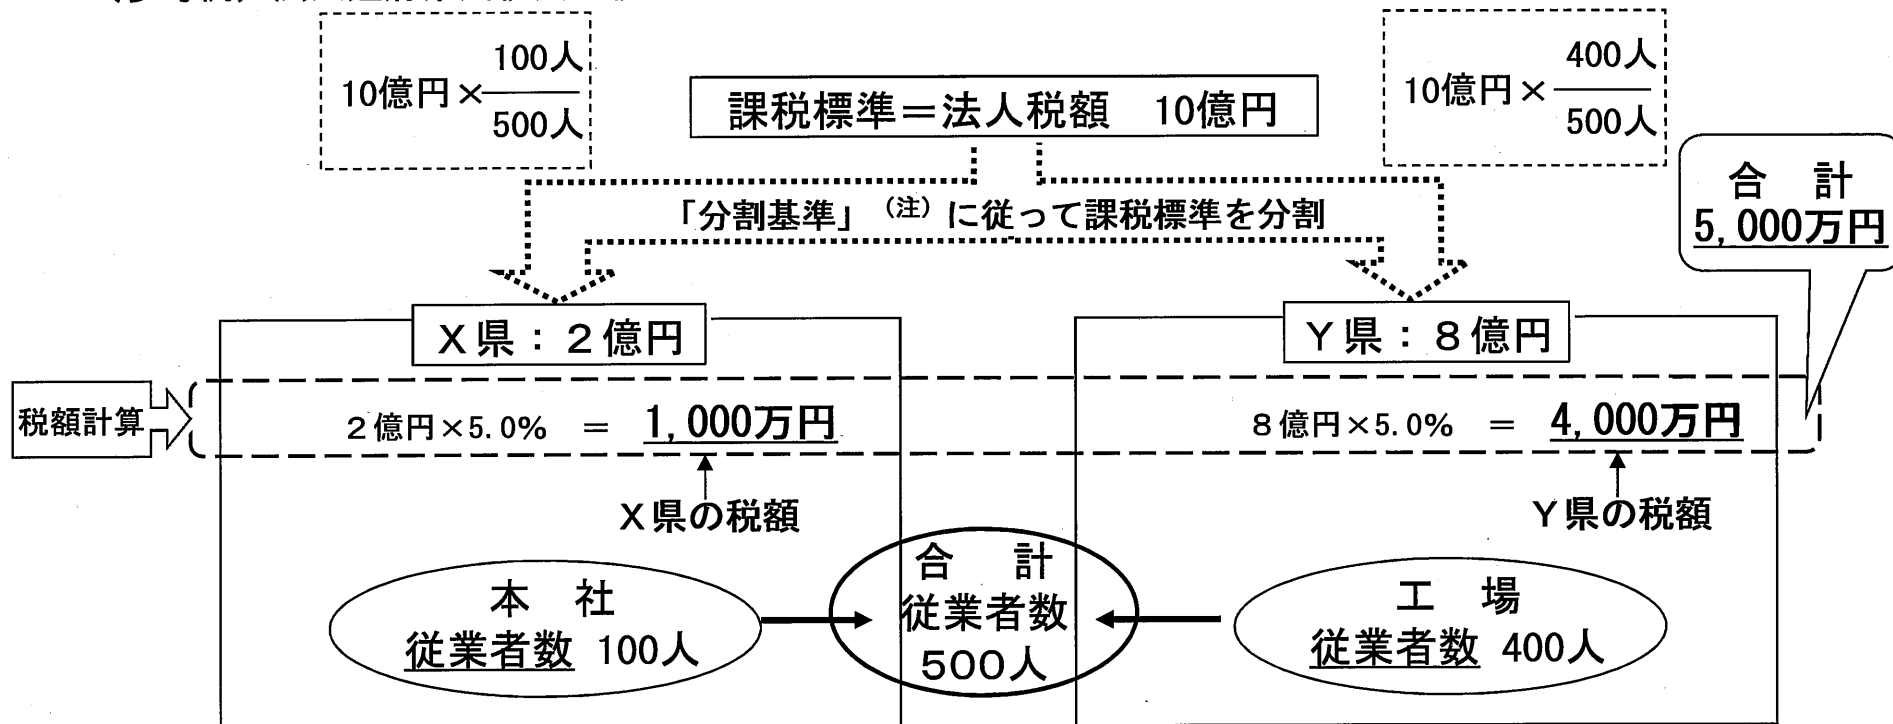 10億円×100人/500人
課税標準＝法人税額　10億円
10億円×400人/500人
合　計
5,000万円
「分割基準」（注）に従って課税標準を分割
X県：2億円
Y県：8億円
税額計算
2億円×5.0%　＝　1,000万円
8億円×5.0%　＝　4,000万円
X県の税額
Y県の税額
本　社
従業者数 100人
合　計
従業者数
500人
工　場
従業者数 400人